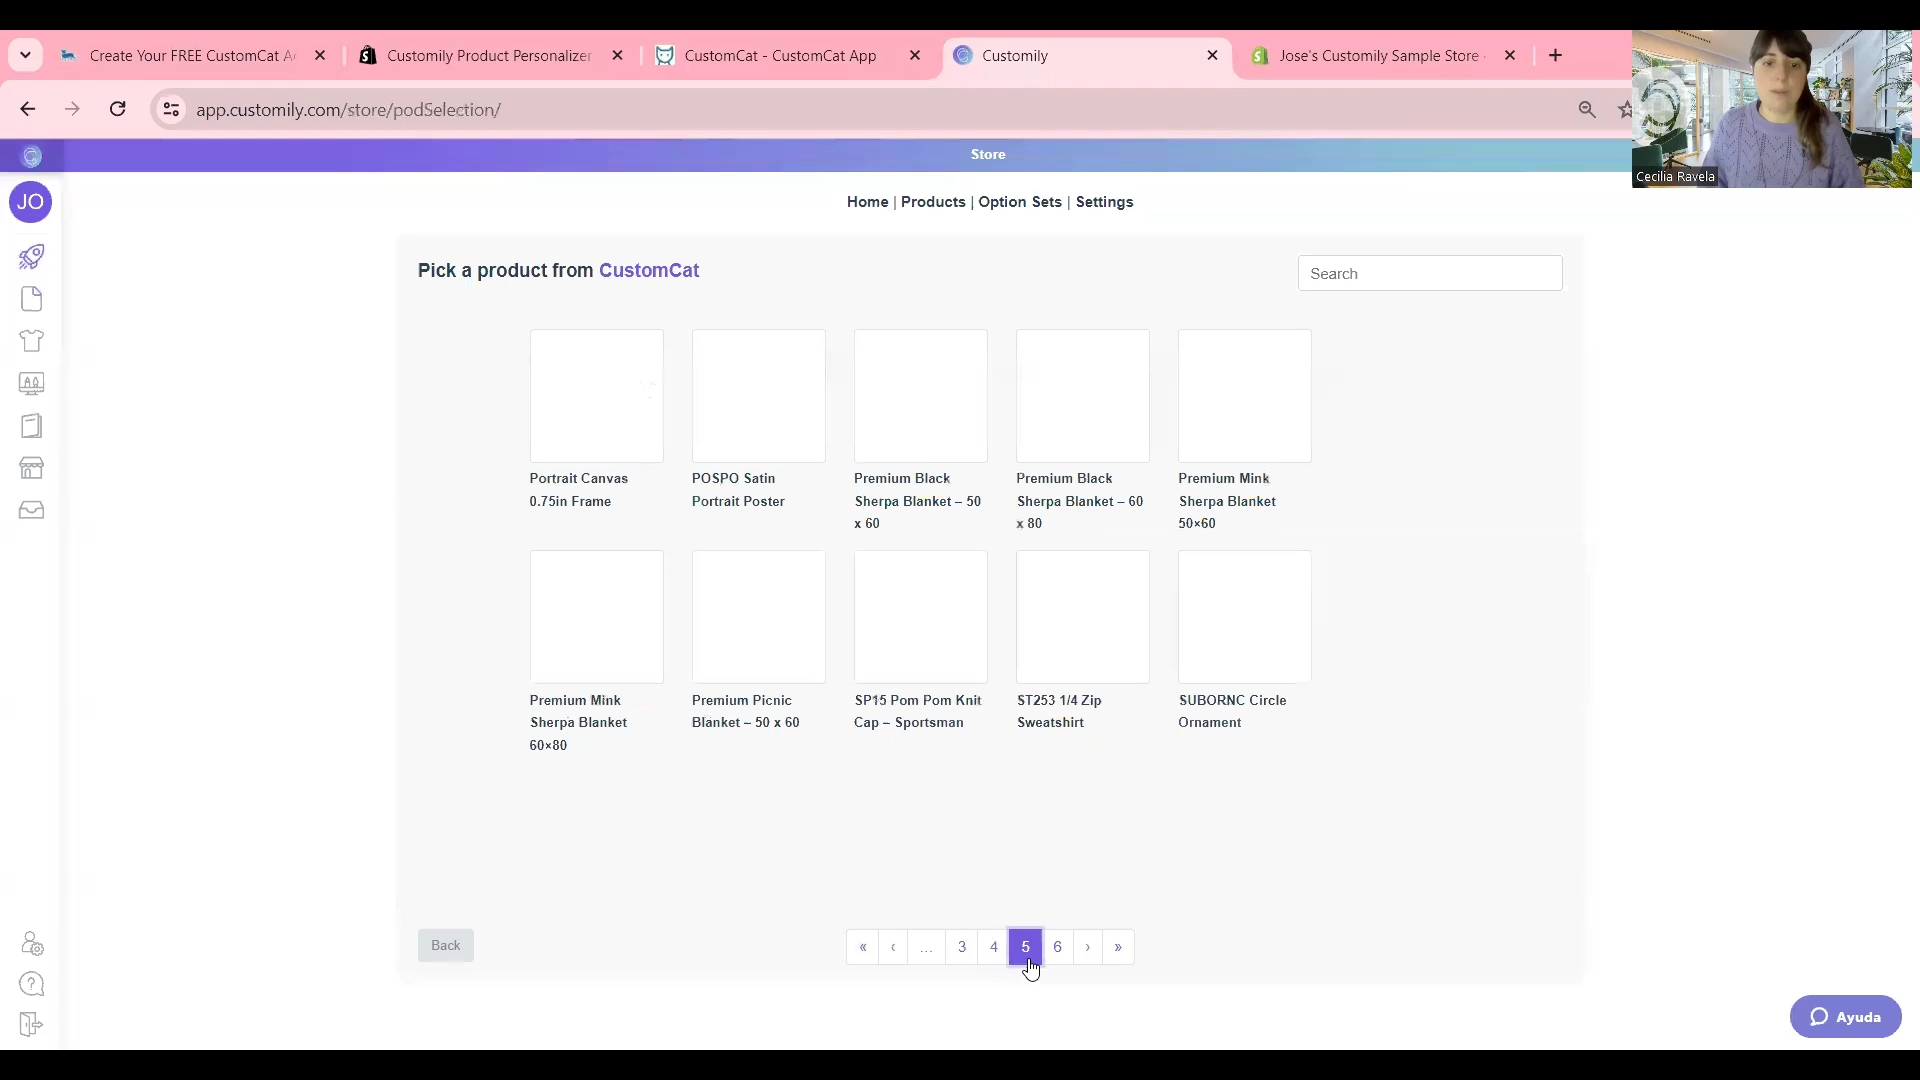 Create Your FREE CustomCat A
Customily Product Personalizer
CustomCat - CustomCat App
Customily
Jose's Customily Sample Store
app.customily.com/store/podSelection/
Store
Cecilia Ravela
JO
Home | Products | Option Sets | Settings
Pick a product from CustomCat
Search
Portrait Canvas
0.75in Frame
POSPO Satin
Portrait Poster
Premium Black
Sherpa Blanket – 50
x 60
Premium Black
Sherpa Blanket – 60
x 80
Premium Mink
Sherpa Blanket
50×60
Premium Mink
Sherpa Blanket
60×80
Premium Picnic
Blanket – 50 x 60
SP15 Pom Pom Knit
Cap – Sportsman
ST253 1/4 Zip
Sweatshirt
SUBORNC Circle
Ornament
Back
« ‹ ... 3 4 5 6 › »
Ayuda